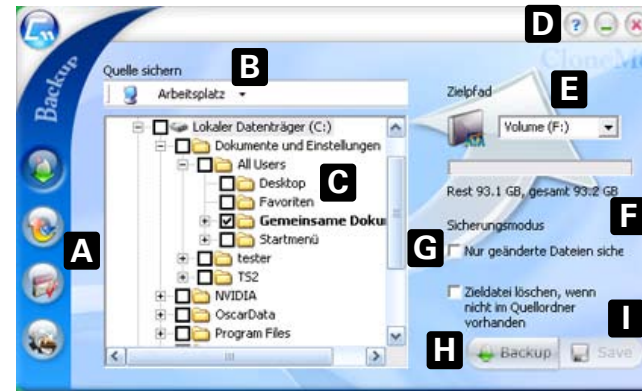 D
CloneM
Backup
Quelle sichern
B
Arbeitsplatz
Zielpfad
E
Volume (F:)
Lokaler Datenträger (C:)
Dokumente und Einstellungen
All Users
Desktop
C
Favoriten
Gemeinsame Doku
Startmenü
tester
TS2
NVIDIA
OscarData
Program Files
A
Rest 93.1 GB, gesamt 93.2 GB
F
Sicherungsmodus
G
Nur geänderte Dateien siche
Zieldatei löschen, wenn
nicht im Quellordner
vorhanden
I
H
Backup
Save